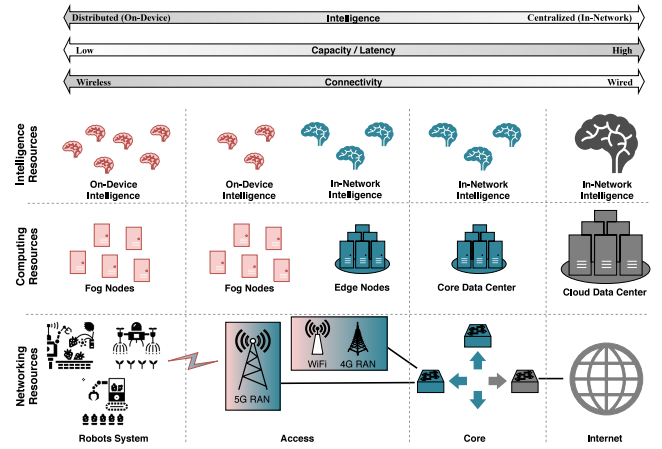 Distributed (On-Device) Intelligence Centralized (In-Network)
Low Capacity / Latency High
Wireless Connectivity Wired
Intelligence
Resources
On-Device
Intelligence
On-Device
Intelligence
In-Network
Intelligence
In-Network
Intelligence
In-Network
Intelligence
Computing
Resources
Fog Nodes
Fog Nodes
Edge Nodes
Core Data Center
Cloud Data Center
Networking
Resources
5G RAN
WiFi
4G RAN
Robots System
Access
Core
Internet